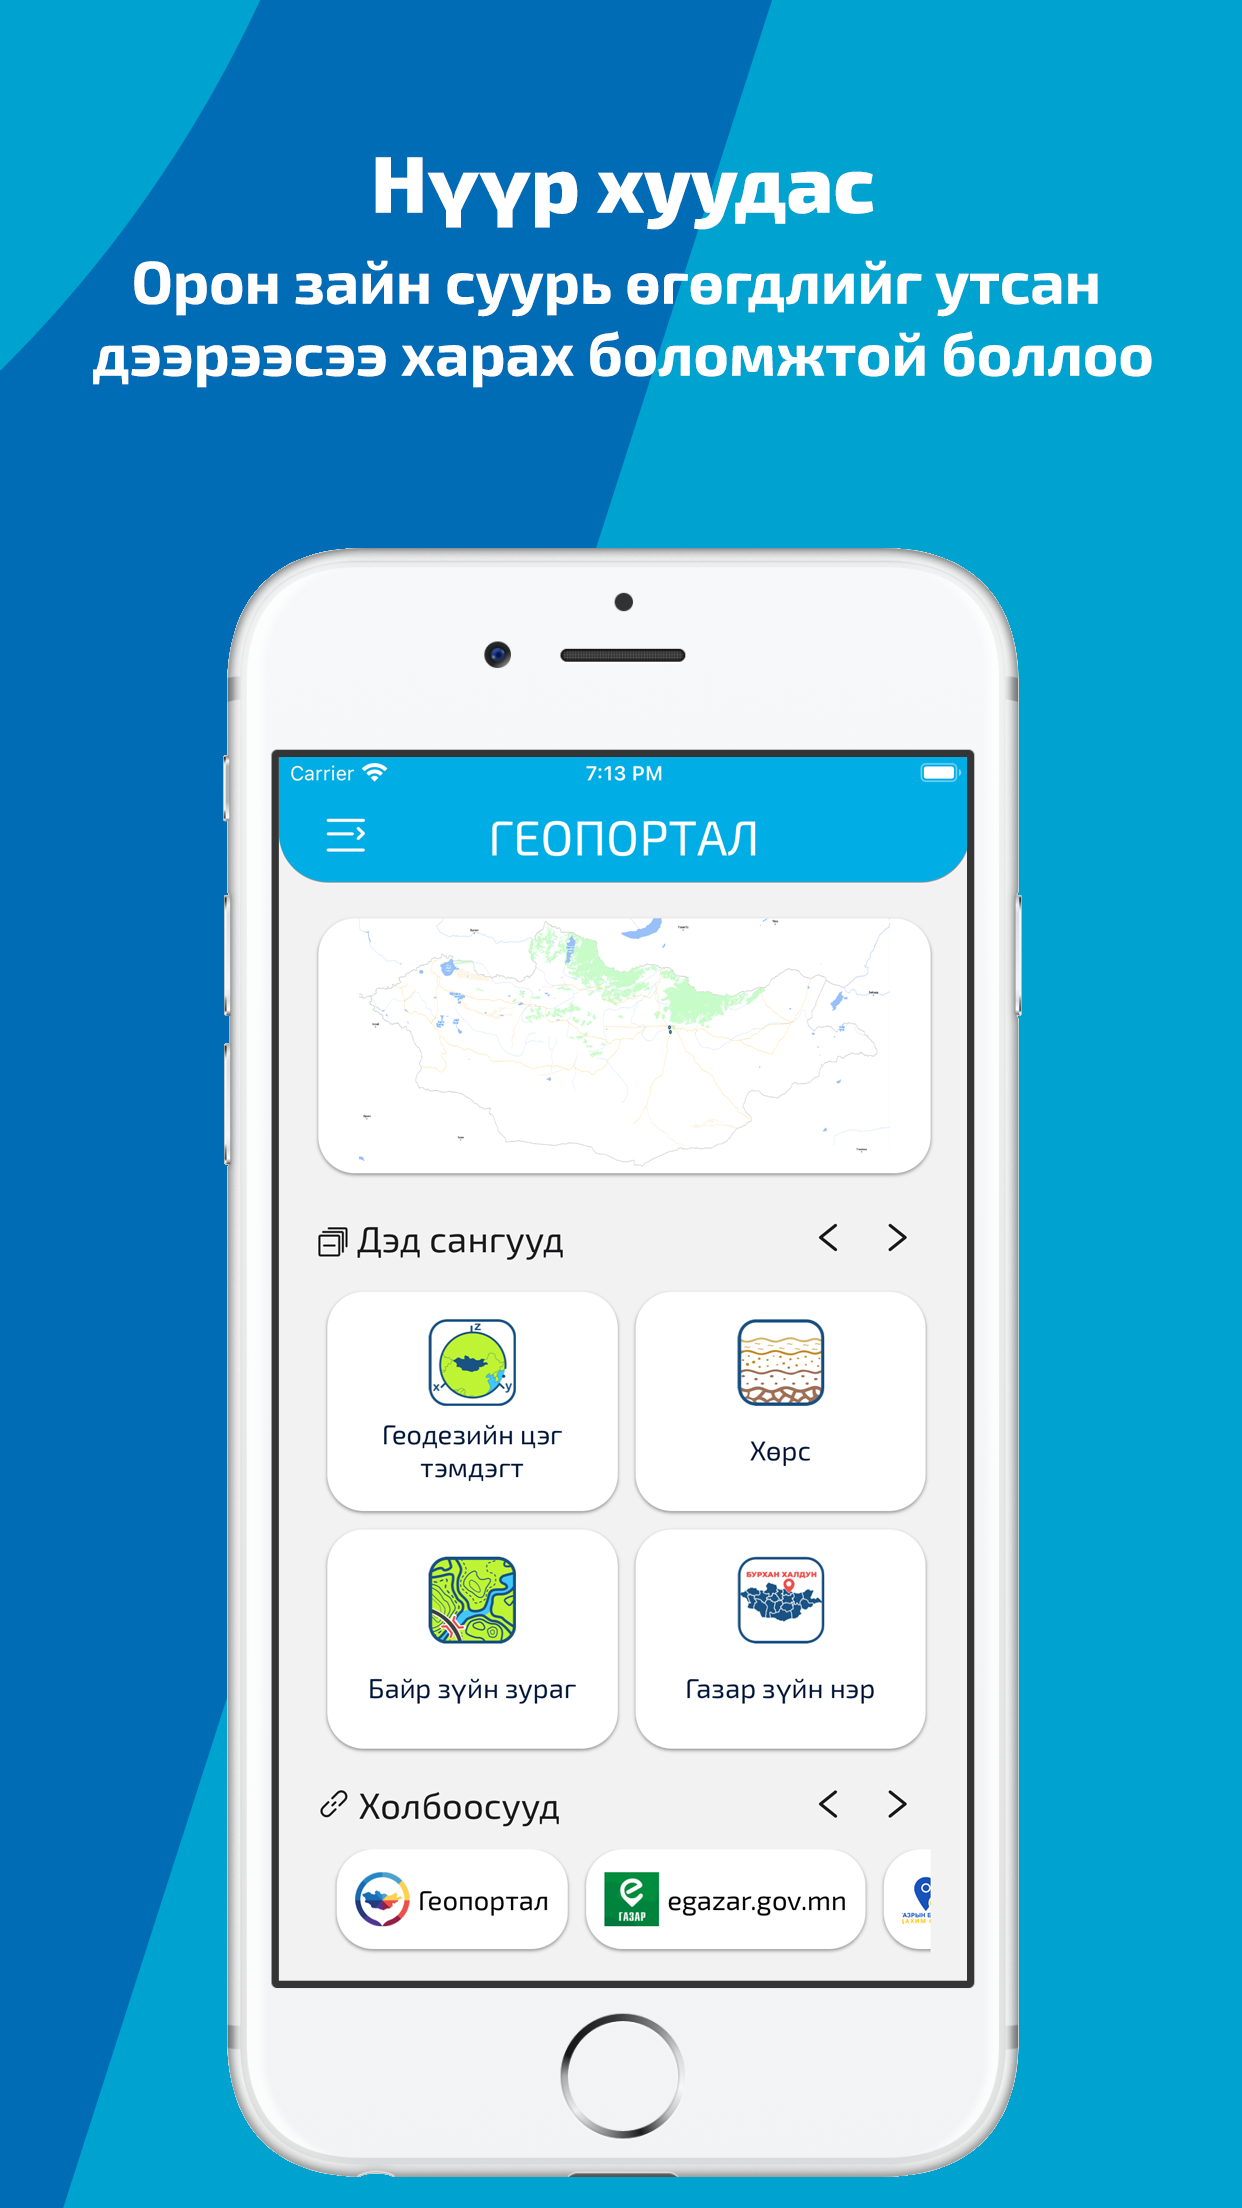 Нүүр хуудас
Орон зайн суурь өгөгдлийг утсан
дээрээсээ харах боломжтой боллоо
Carrier
7:13 PM
ГЕОПОРТАЛ
Дэд сангууд
z
x
y
Геодезийн цэг
тэмдэгт
Хөрс
БУРХАН ХАЛДУН
Байр зүйн зураг
Газар зүйн нэр
Холбоосууд
Геопортал
ГАЗАР
egazar.gov.mn